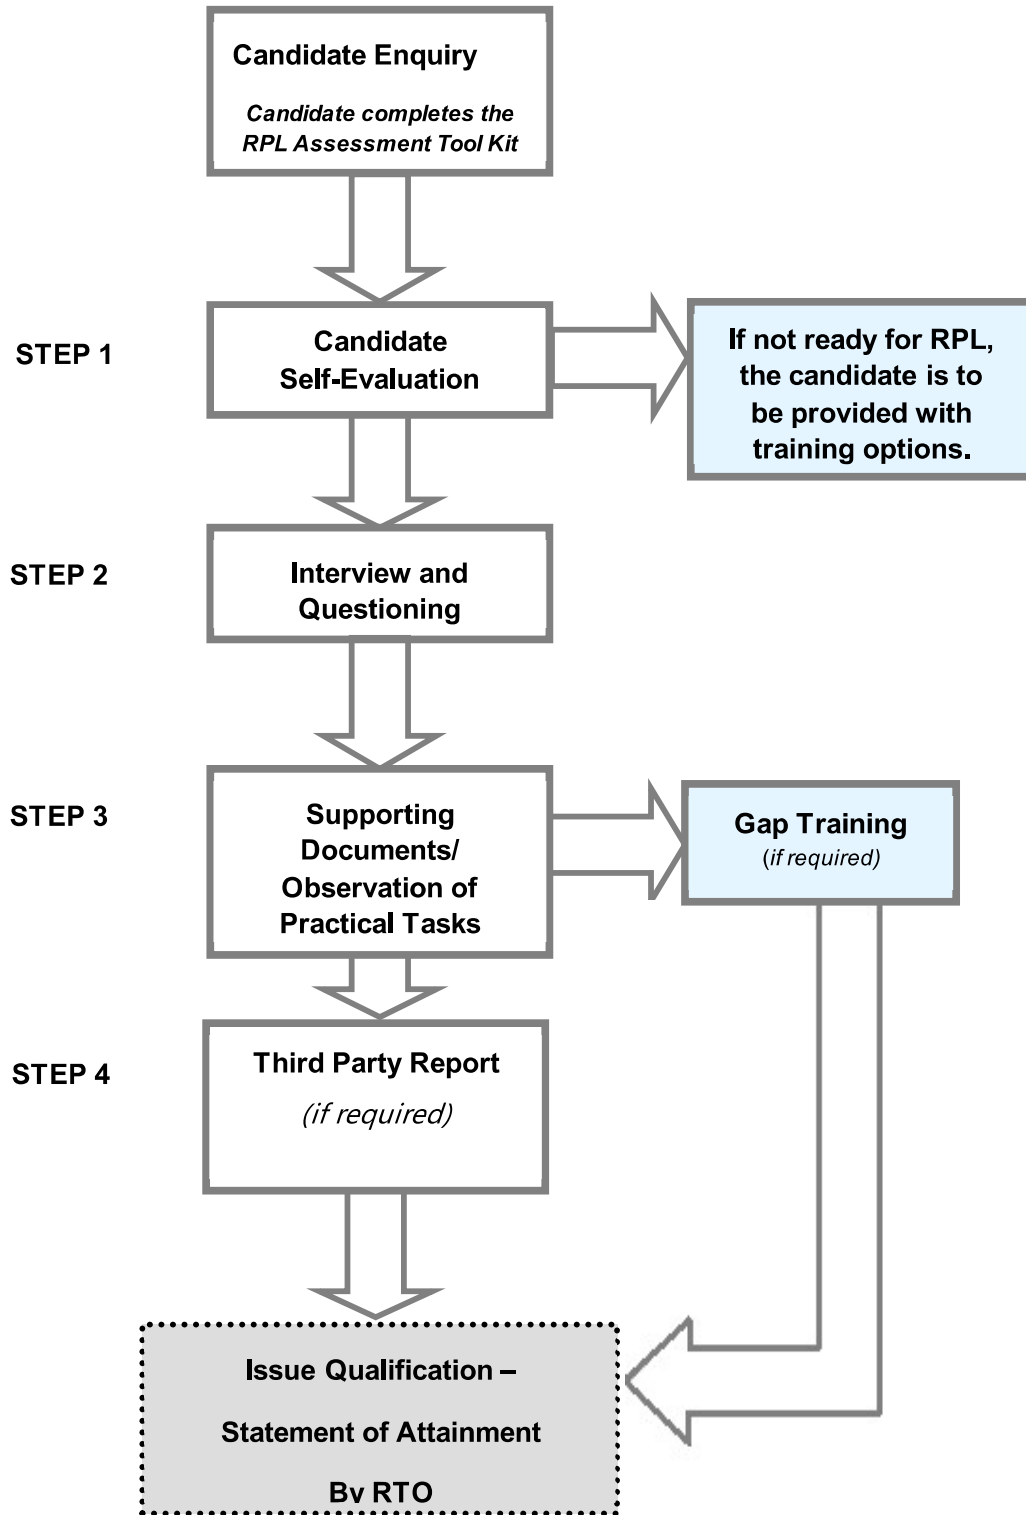 Candidate Enquiry
Candidate completes the
RPL Assessment Tool Kit
STEP 1
Candidate
Self-Evaluation
If not ready for RPL,
the candidate is to
be provided with
training options.
STEP 2
Interview and
Questioning
STEP 3
Supporting
Documents/
Observation of
Practical Tasks
Gap Training
(if required)
STEP 4
Third Party Report
(if required)
Issue Qualification –
Statement of Attainment
By RTO